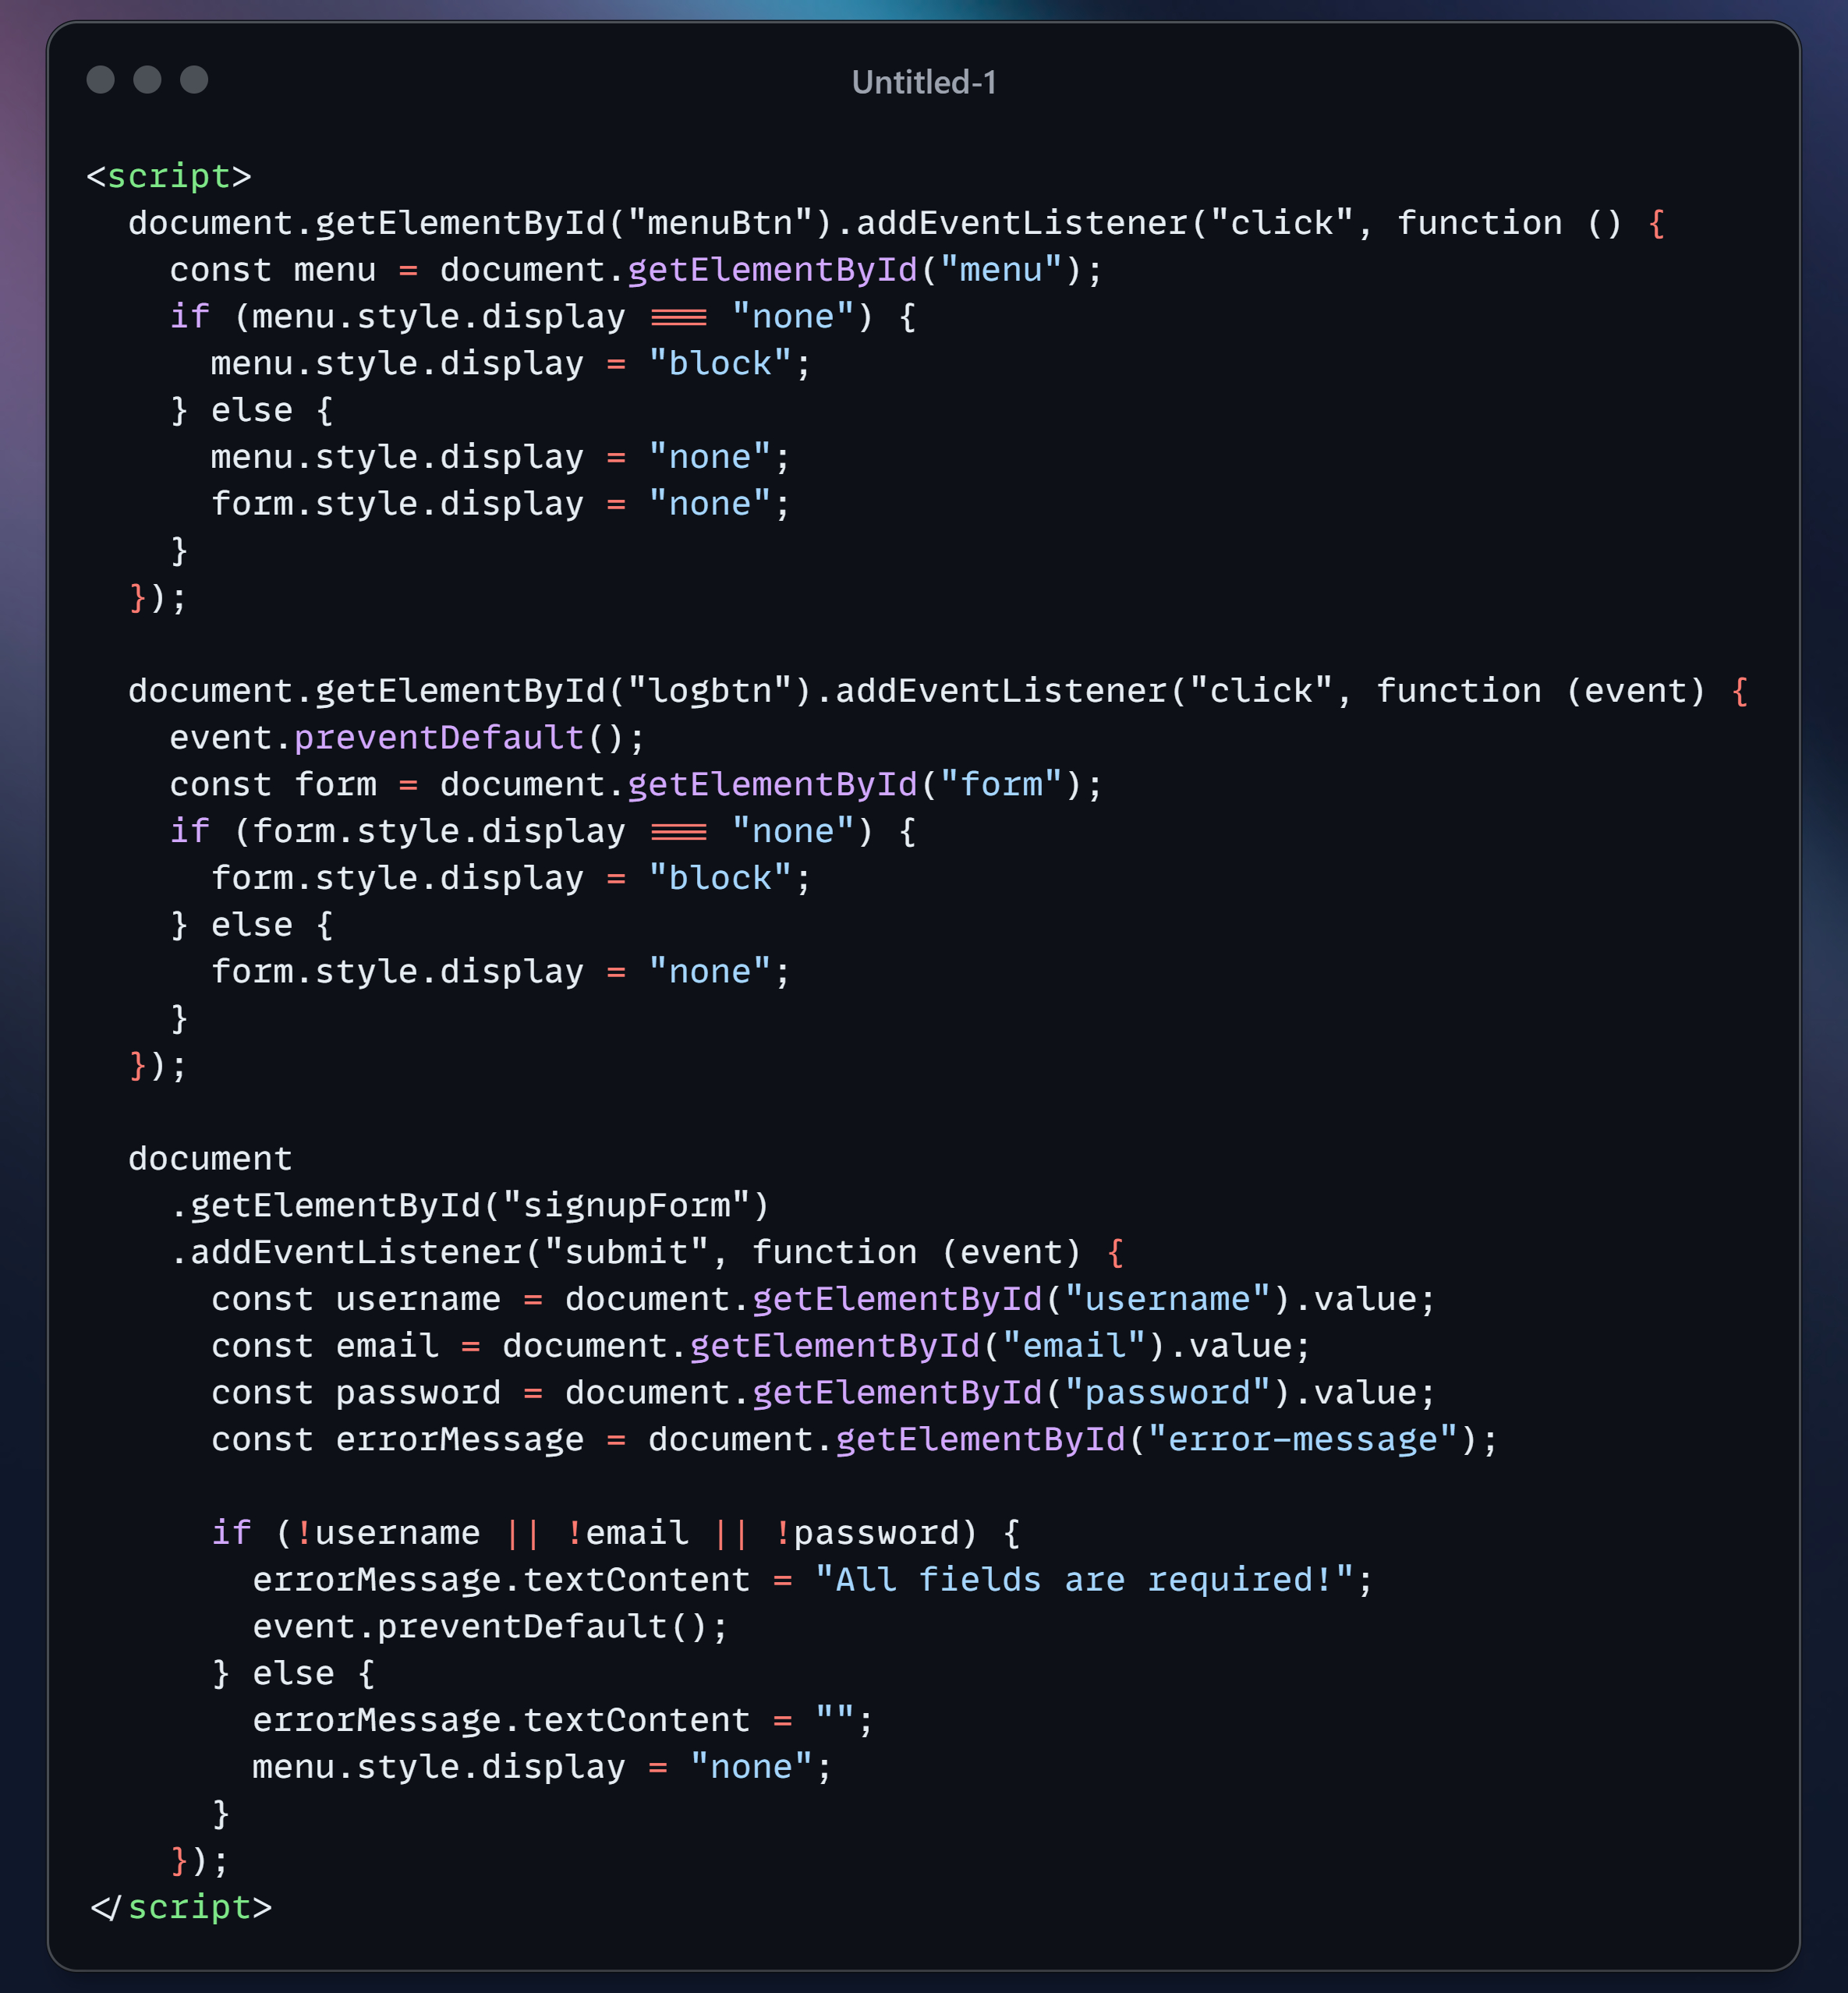 Untitled-1
<script>
  document.getElementById("menuBtn").addEventListener("click", function () {
    const menu = document.getElementById("menu");
    if (menu.style.display === "none") {
      menu.style.display = "block";
    } else {
      menu.style.display = "none";
      form.style.display = "none";
    }
  });

  document.getElementById("logbtn").addEventListener("click", function (event) {
    event.preventDefault();
    const form = document.getElementById("form");
    if (form.style.display === "none") {
      form.style.display = "block";
    } else {
      form.style.display = "none";
    }
  });

  document
    .getElementById("signupForm")
    .addEventListener("submit", function (event) {
      const username = document.getElementById("username").value;
      const email = document.getElementById("email").value;
      const password = document.getElementById("password").value;
      const errorMessage = document.getElementById("error-message");

      if (!username || !email || !password) {
        errorMessage.textContent = "All fields are required!";
        event.preventDefault();
      } else {
        errorMessage.textContent = "";
        menu.style.display = "none";
      }
    });
</script>